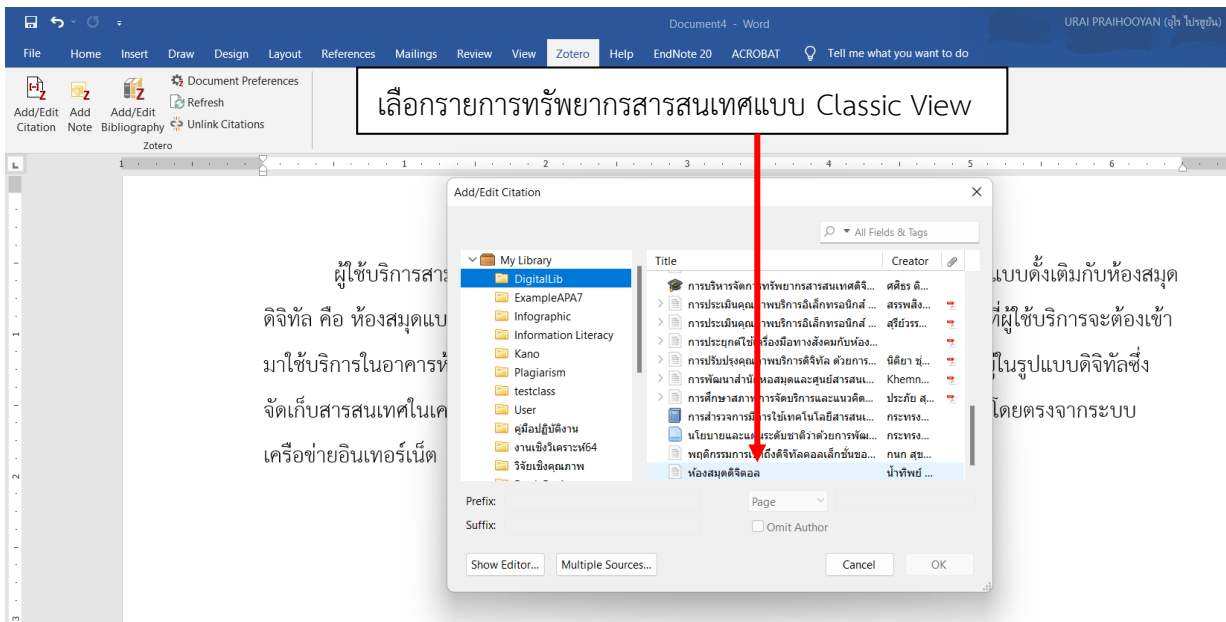 Document4 - Word
URAI PRAIHOOYAN (อุไร ไปรฮูยัน)
File Home Insert Draw Design Layout References Mailings Review View Zotero Help EndNote 20 ACROBAT Tell me what you want to do
Add/Edit Citation
Add Note
Add/Edit Bibliography
Document Preferences
Refresh
Unlink Citations
Zotero
เลือกรายการทรัพยากรสารสนเทศแบบ Classic View
1 1 2 3 4 5 6
ผู้ใช้บริการสาร
แบบดั้งเดิมกับห้องสมุด
ดิจิทัล คือ ห้องสมุดแบ
ที่ผู้ใช้บริการจะต้องเข้า
มาใช้บริการในอาคารห้
ในรูปแบบดิจิทัลซึ่ง
จัดเก็บสารสนเทศในเค
โดยตรงจากระบบ
เครือข่ายอินเทอร์เน็ต
Add/Edit Citation
All Fields & Tags
My Library
DigitalLib
ExampleAPA7
Infographic
Information Literacy
Kano
Plagiarism
testclass
User
คู่มือปฏิบัติงาน
งานเชิงวิเคราะห์64
วิจัยเชิงคุณภาพ
Title Creator
การบริหารจัดการทรัพยากรสารสนเทศดิจิ... ศศิธร ติ...
การประเมินคุณภาพบริการอิเล็กทรอนิกส์ ... สรรพสิง...
การประเมินคุณภาพบริการอิเล็กทรอนิกส์ ... สุรีย์วรร...
การประยุกต์ใช้เครื่องมือทางสังคมกับห้อง...
การปรับปรุงคุณภาพบริการดิจิทัล ด้วยการ... นิติยา ชุ่...
การพัฒนาสำนักหอสมุดและศูนย์สารสนเ... Khemn...
การศึกษาสภาพการจัดบริการและแนวคิด... ประภัย สุ...
การสำรวจการมีการใช้เทคโนโลยีสารสนเ... กระทรง...
นโยบายและแผนระดับชาติว่าด้วยการพัฒ... กระทรง...
พฤติกรรมการเข้าถึงดิจิทัลคอลเล็กชั่นขอ... กนก สุข...
ห้องสมุดดิจิตอล น้ำทิพย์ ...
Prefix:
Page
Suffix:
Omit Author
Show Editor... Multiple Sources... Cancel OK